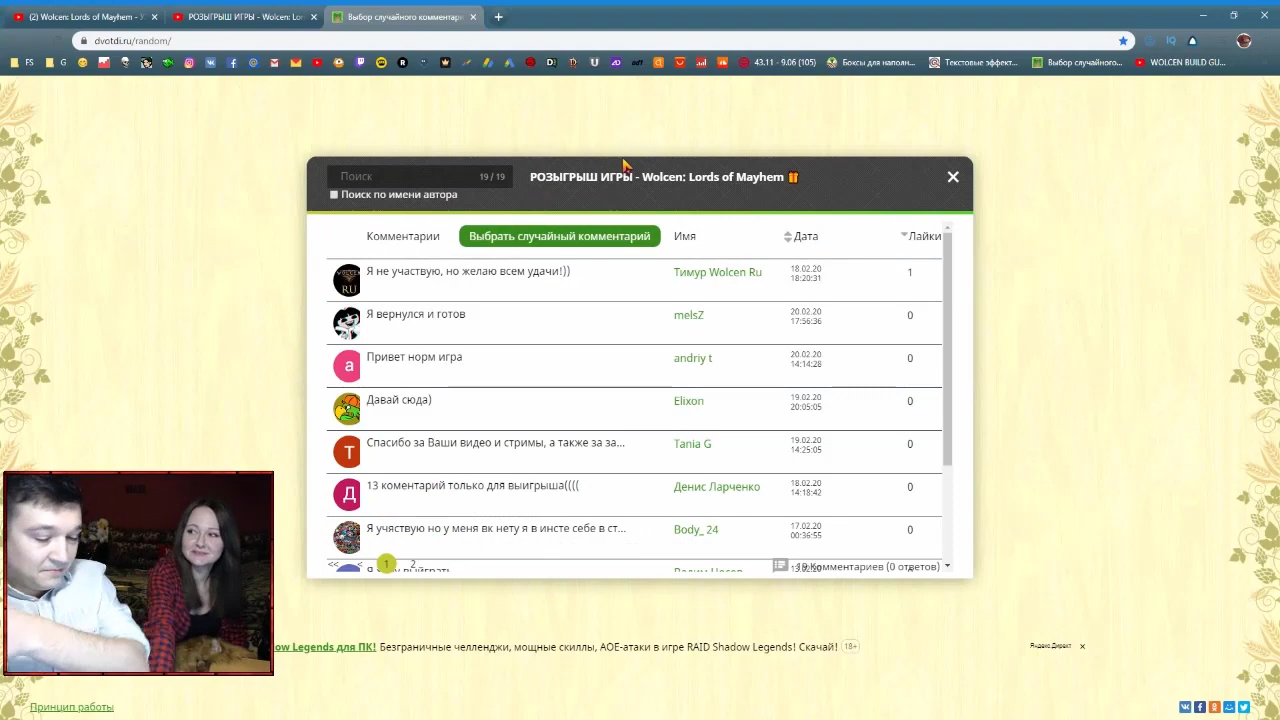 (2) Wolcen: Lords of Mayhem - У
РОЗЫГРЫШ ИГРЫ - Wolcen: Lor
Выбор случайного комментари
dvotdi.ru/random/
FS
G
43.11 - 9.06 (105)
Боксы для наполн...
Текстовые эффект...
Выбор случайного...
WOLCEN BUILD GU...
Поиск
19 / 19
РОЗЫГРЫШ ИГРЫ - Wolcen: Lords of Mayhem
Поиск по имени автора
Комментарии
Выбрать случайный комментарий
Имя
Дата
Лайки
Я не участвую, но желаю всем удачи!))
Тимур Wolcen Ru
18.02.20
18:20:31
1
Я вернулся и готов
melsZ
20.02.20
17:56:36
0
Привет норм игра
andriy t
20.02.20
14:14:28
0
Давай сюда)
Elixon
19.02.20
20:05:05
0
Спасибо за Ваши видео и стримы, а также за за...
Tania G
19.02.20
14:25:05
0
13 коментарий только для выигрыша((((
Денис Ларченко
18.02.20
14:18:42
0
Я учяствую но у меня вк нету я в инсте себе в ст...
Body_ 24
17.02.20
00:36:55
0
<< < 1 2
19 Комментариев (0 ответов)
ow Legends для ПК! Безграничные челленджи, мощные скиллы, АОЕ-атаки в игре RAID Shadow Legends! Скачай! 18+
Яндекс.Директ
Принцип работы